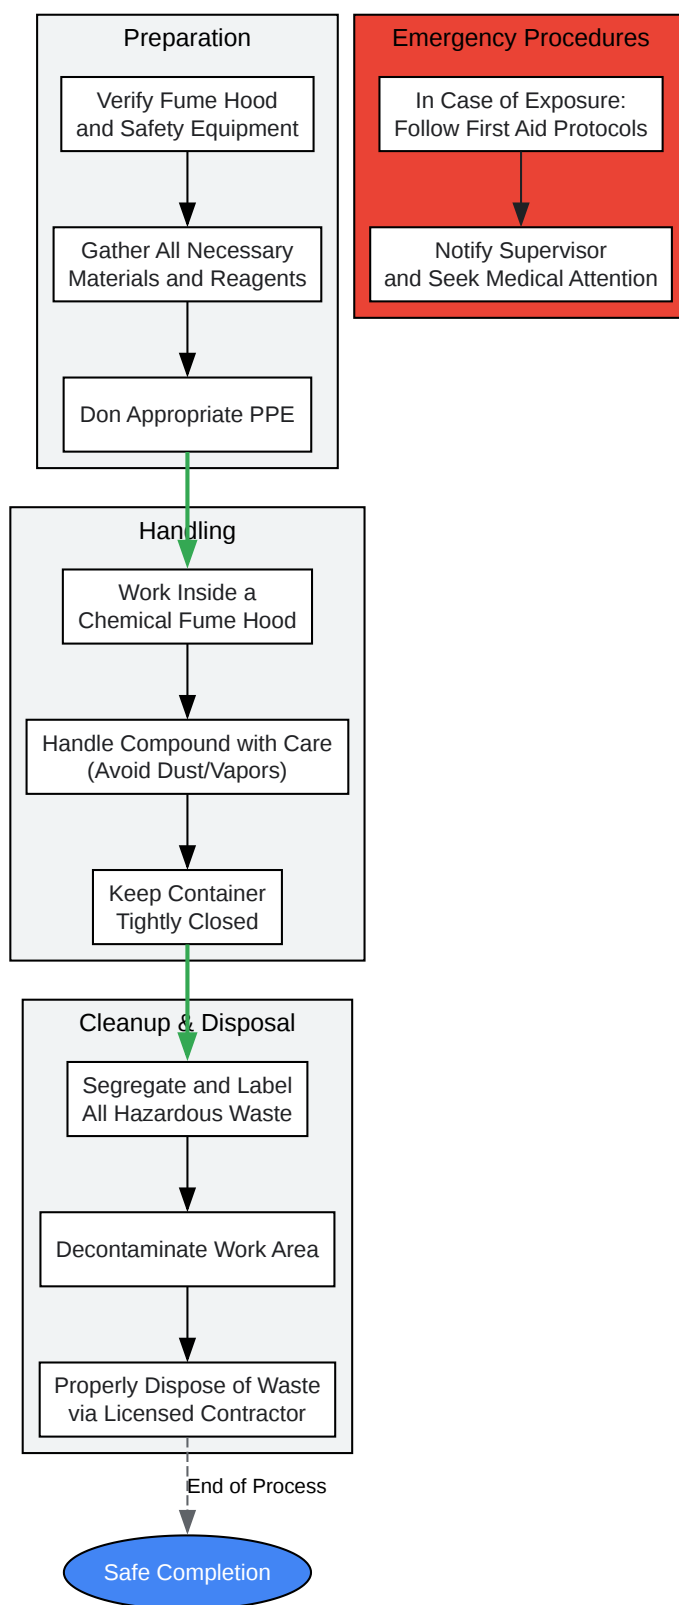 Preparation
Verify Fume Hood
and Safety Equipment
Gather All Necessary
Materials and Reagents
Don Appropriate PPE
Emergency Procedures
In Case of Exposure:
Follow First Aid Protocols
Notify Supervisor
and Seek Medical Attention
Handling
Work Inside a
Chemical Fume Hood
Handle Compound with Care
(Avoid Dust/Vapors)
Keep Container
Tightly Closed
Cleanup & Disposal
Segregate and Label
All Hazardous Waste
Decontaminate Work Area
Properly Dispose of Waste
via Licensed Contractor
End of Process
Safe Completion